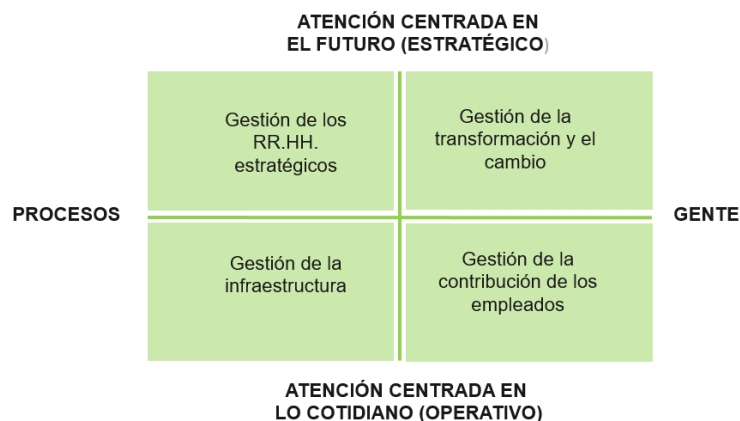 ATENCIÓN CENTRADA EN
EL FUTURO (ESTRATÉGICO)
Gestión de los
RR.HH.
estratégicos
Gestión de la
transformación y el
cambio
PROCESOS
GENTE
Gestión de la
infraestructura
Gestión de la
contribución de los
empleados
ATENCIÓN CENTRADA EN
LO COTIDIANO (OPERATIVO)